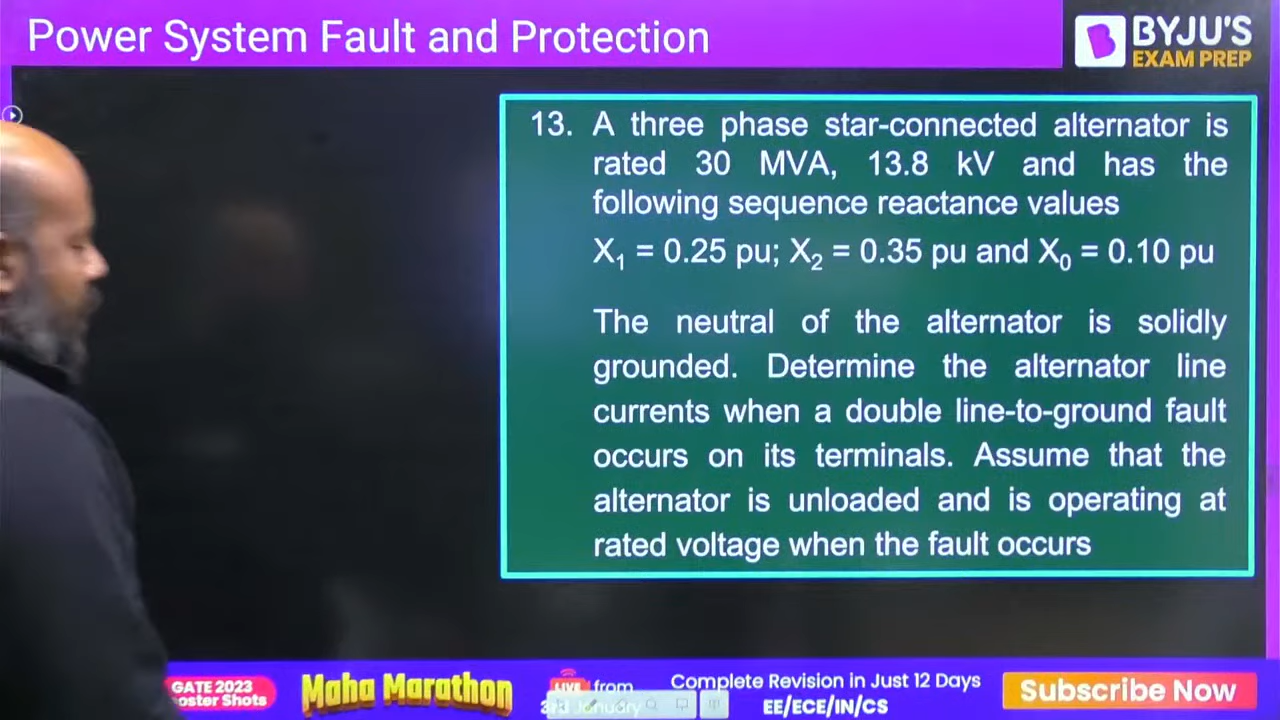 Power System Fault and Protection
BYJU'S
EXAM PREP
13. A three phase star-connected alternator is
rated 30 MVA, 13.8 kV and has the
following sequence reactance values
X₁ = 0.25 pu; X₂ = 0.35 pu and X₀ = 0.10 pu
The neutral of the alternator is solidly
grounded. Determine the alternator line
currents when a double line-to-ground fault
occurs on its terminals. Assume that the
alternator is unloaded and is operating at
rated voltage when the fault occurs
GATE 2023
oster Shots
Maha Marathon
LIVE from
3rd January
Complete Revision in Just 12 Days
EE/ECE/IN/CS
Subscribe Now